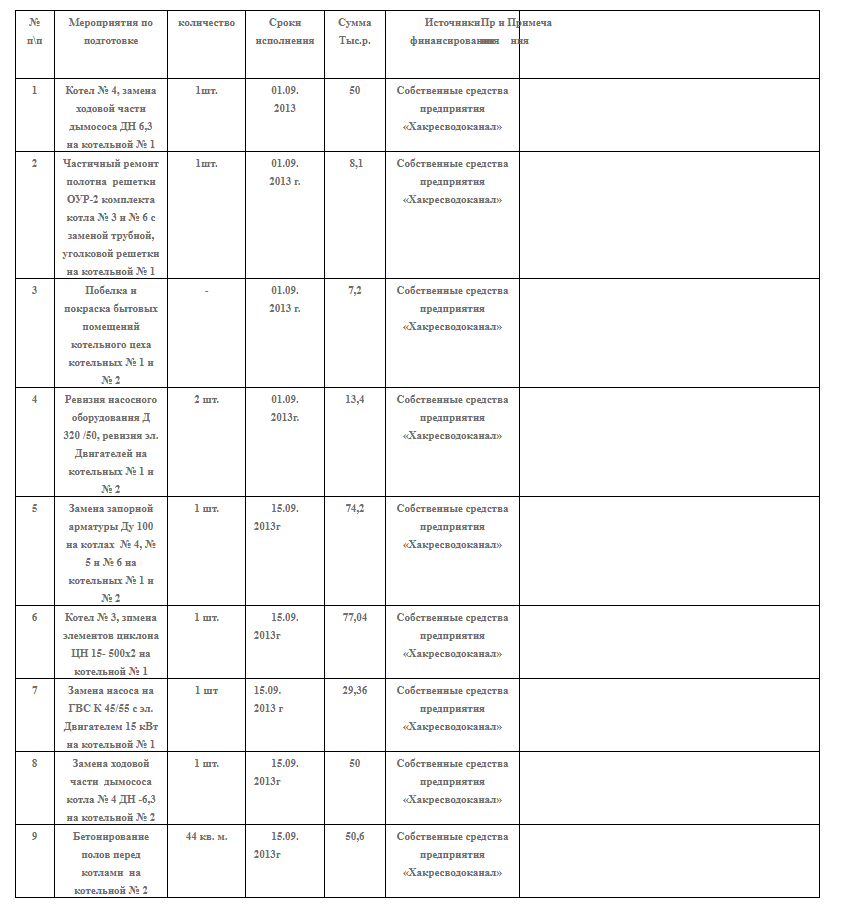 № п\п
Мероприятия по подготовке
количество
Сроки исполнения
Сумма Тыс.р.
Источники финансирования
Примеча ния
1
Котел № 4, замена
ходовой части
дымососа ДН 6,3
на котельной № 1
1шт.
01.09.
2013
50
Собственные средства
предприятия
«Хакресводоканал»
2
Частичный ремонт
полотна решетки
ОУР-2 комплекта
котла № 3 и № 6 с
заменой трубной,
уголковой решетки
на котельной № 1
1шт.
01.09.
2013 г.
8,1
Собственные средства
предприятия
«Хакресводоканал»
3
Побелка и
покраска бытовых
помещений
котельного цеха
котельных № 1 и
№ 2
-
01.09.
2013 г.
7,2
Собственные средства
предприятия
«Хакресводоканал»
4
Ревизия насосного
оборудования Д
320 /50, ревизия эл.
Двигателей на
котельных № 1 и
№ 2
2 шт.
01.09.
2013г.
13,4
Собственные средства
предприятия
«Хакресводоканал»
5
Замена запорной
арматуры Ду 100
на котлах № 4, №
5 и № 6 на
котельных № 1 и
№ 2
1 шт.
15.09.
2013г
74,2
Собственные средства
предприятия
«Хакресводоканал»
6
Котел № 3, зпмена
элементов циклона
ЦН 15- 500х2 на
котельной № 1
1 шт.
15.09.
2013г
77,04
Собственные средства
предприятия
«Хакресводоканал»
7
Замена насоса на
ГВС К 45/55 с эл.
Двигателем 15 кВт
на котельной № 1
1 шт
15.09.
2013 г
29,36
Собственные средства
предприятия
«Хакресводоканал»
8
Замена ходовой
части дымососа
котла № 4 ДН -6,3
на котельной № 2
1 шт.
15.09.
2013г
50
Собственные средства
предприятия
«Хакресводоканал»
9
Бетонирование
полов перед
котлами на
котельной № 2
44 кв. м.
15.09.
2013г
50,6
Собственные средства
предприятия
«Хакресводоканал»